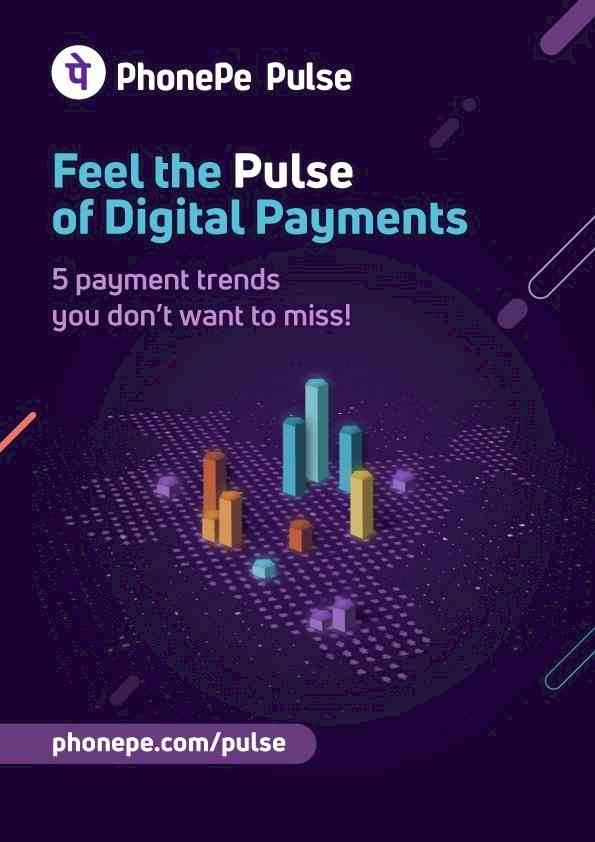 पे PhonePe Pulse
Feel the Pulse
of Digital Payments
5 payment trends
you don't want to miss!
phonepe.com/pulse